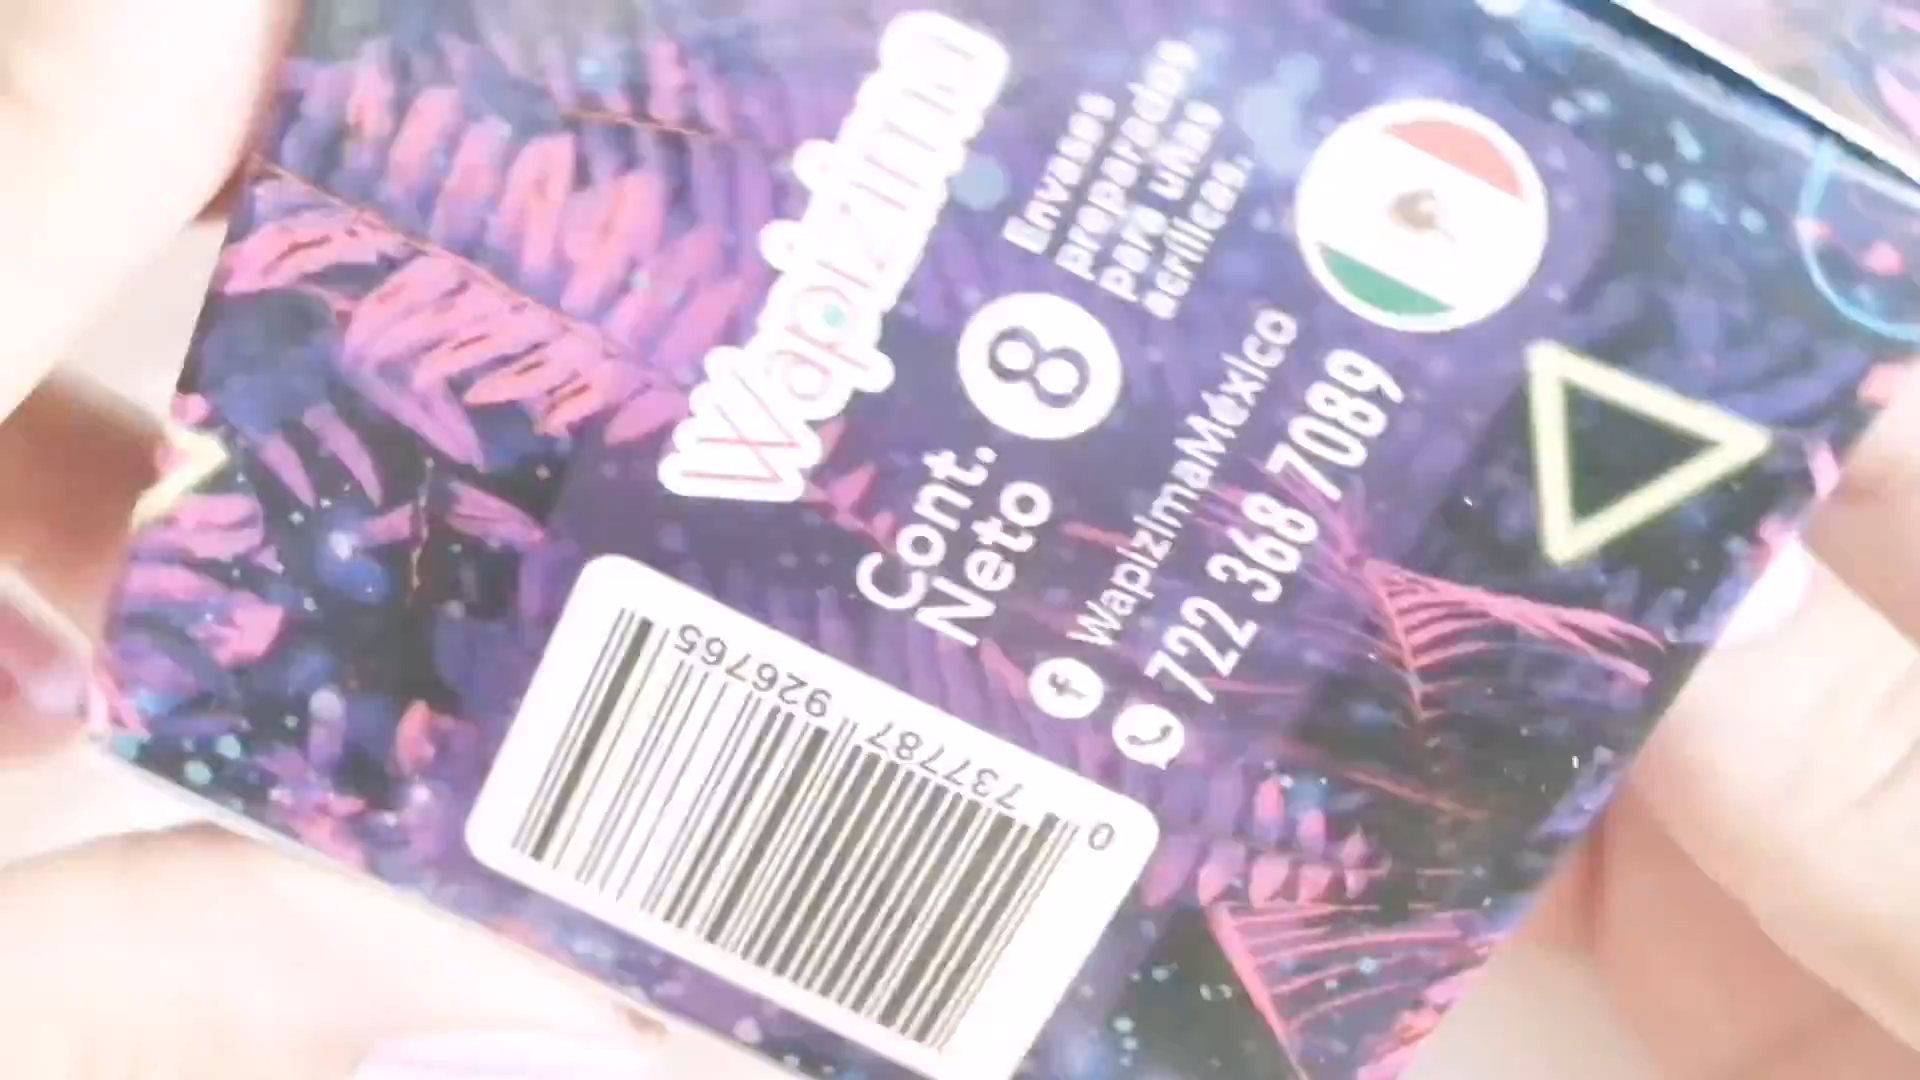 Wapizima
Envases
preparados
para uñas
acrílicas.
Cont.
Neto
8
WapizimaMéxico
722 368 7089
0 737787 926765